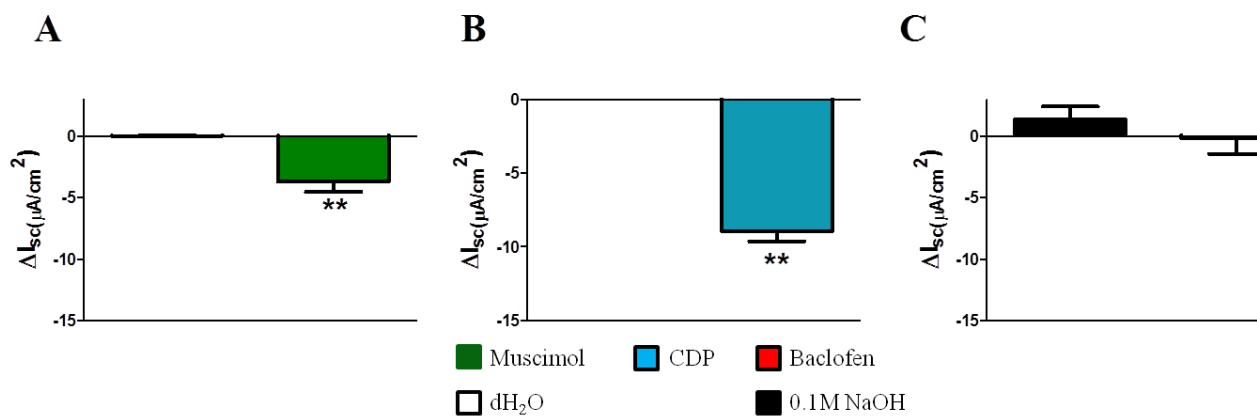 A
B
C
0
-5
-10
-15
ΔIsc(μA/cm²)
**
0
-5
-10
-15
ΔIsc(μA/cm²)
**
0
-5
-10
-15
ΔIsc(μA/cm²)
Muscimol
CDP
Baclofen
dH₂O
0.1M NaOH